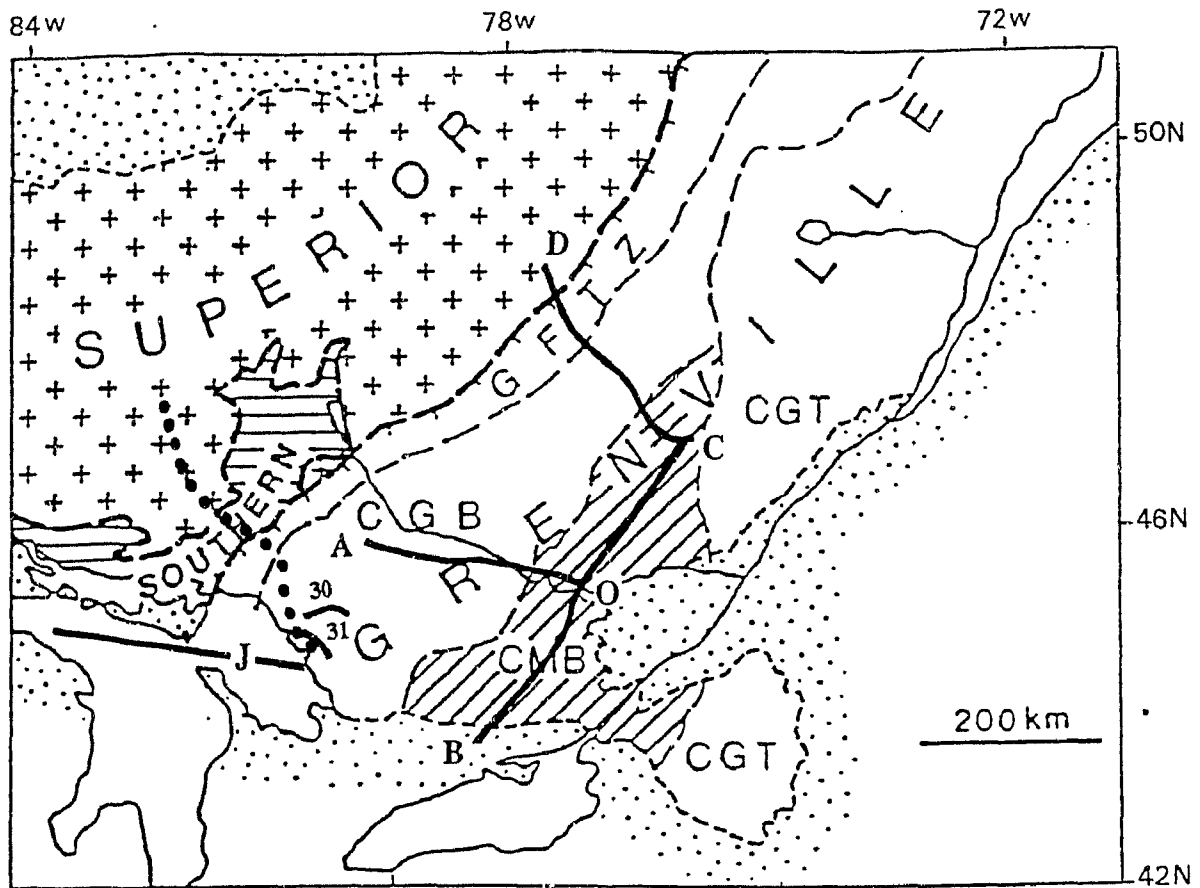 84W 78W 72W
50N
SUPERIOR
GRENVILLE
D
GFTZ
CGT
C
SOUTHERN
CGB
46N
A
O
30
31
J
CMB
200 km
B
CGT
42N